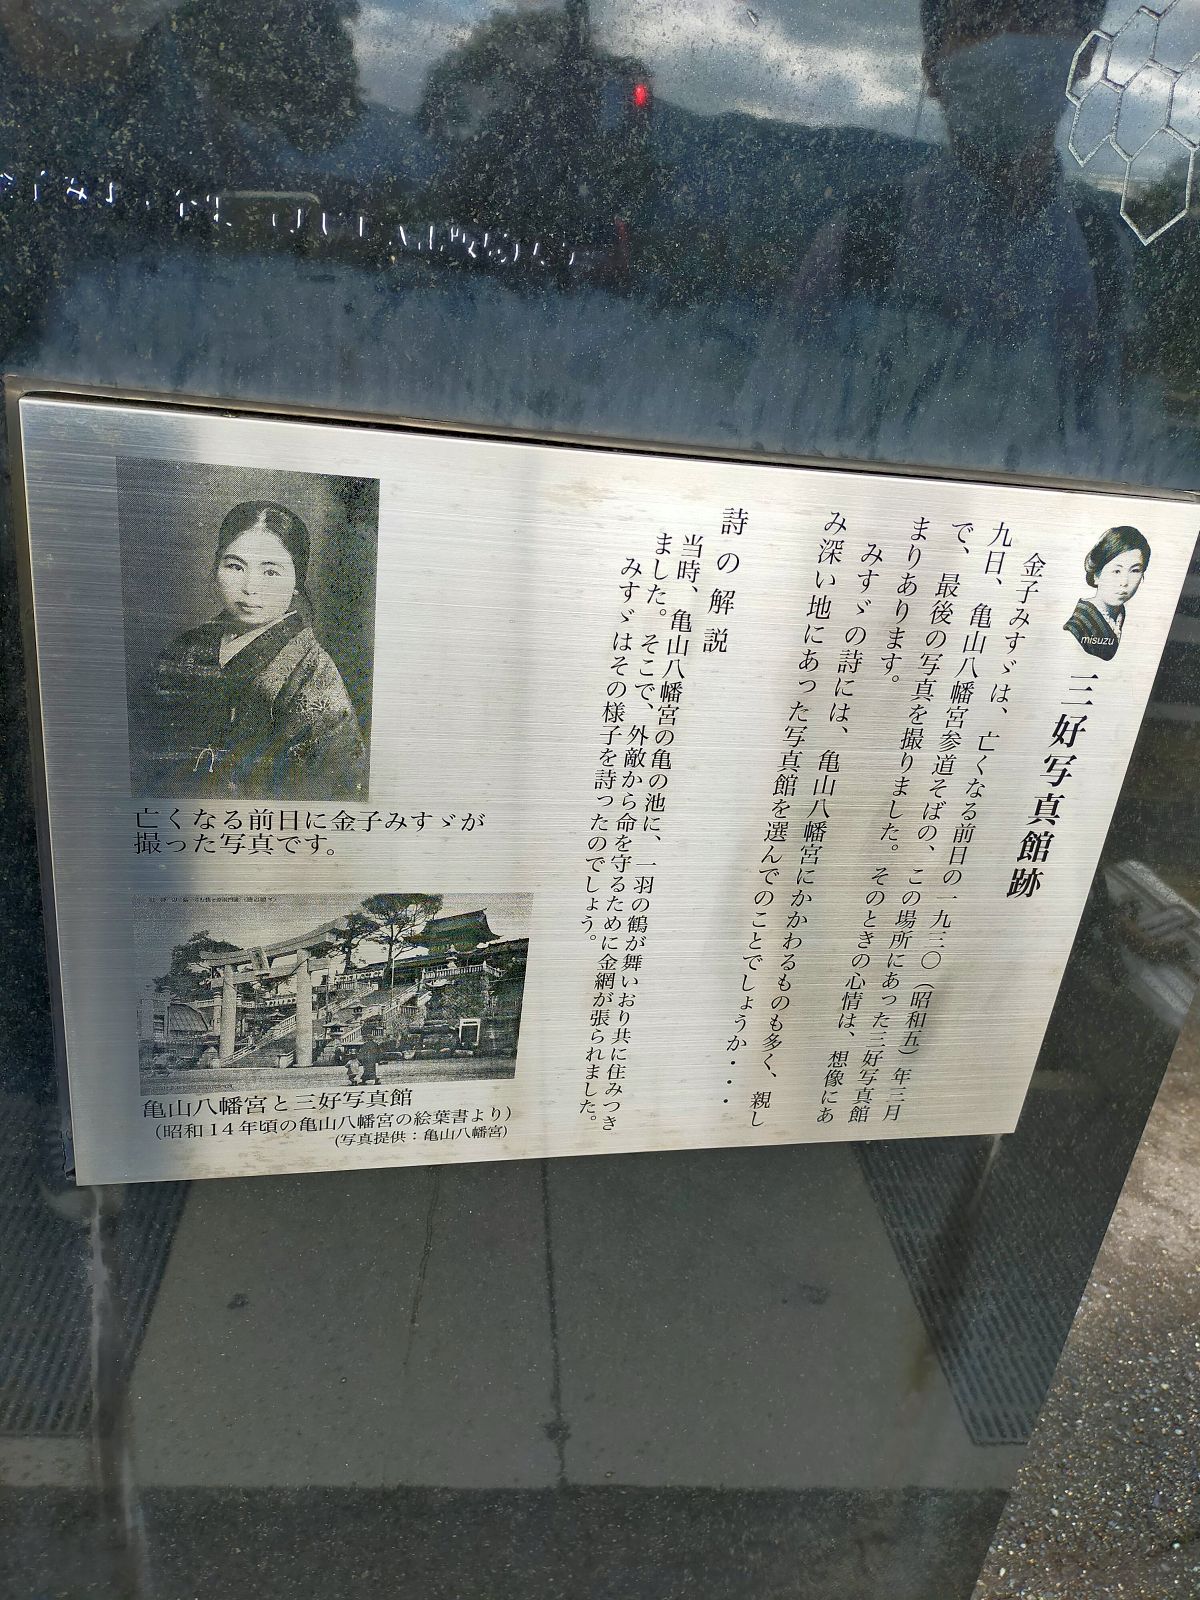 misuzu
三好写真館跡
金子みすゞは、亡くなる前日の一九三〇（昭和五）年三月
九日、亀山八幡宮参道そばの、この場所にあった三好写真館
で、最後の写真を撮りました。そのときの心情は、想像にあ
まりあります。
みすゞの詩には、亀山八幡宮にかかわるものも多く、親し
み深い地にあった写真館を選んでのことでしょうか・・・
詩の解説
当時、亀山八幡宮の亀の池に、一羽の鶴が舞いおり共に住みつき
ました。そこで、外敵から命を守るために金網が張られました。
みすゞはその様子を詩ったのでしょう。
亡くなる前日に金子みすゞが
撮った写真です。
亀山八幡宮と三好写真館
（昭和14年頃の亀山八幡宮の絵葉書より）
(写真提供：亀山八幡宮)